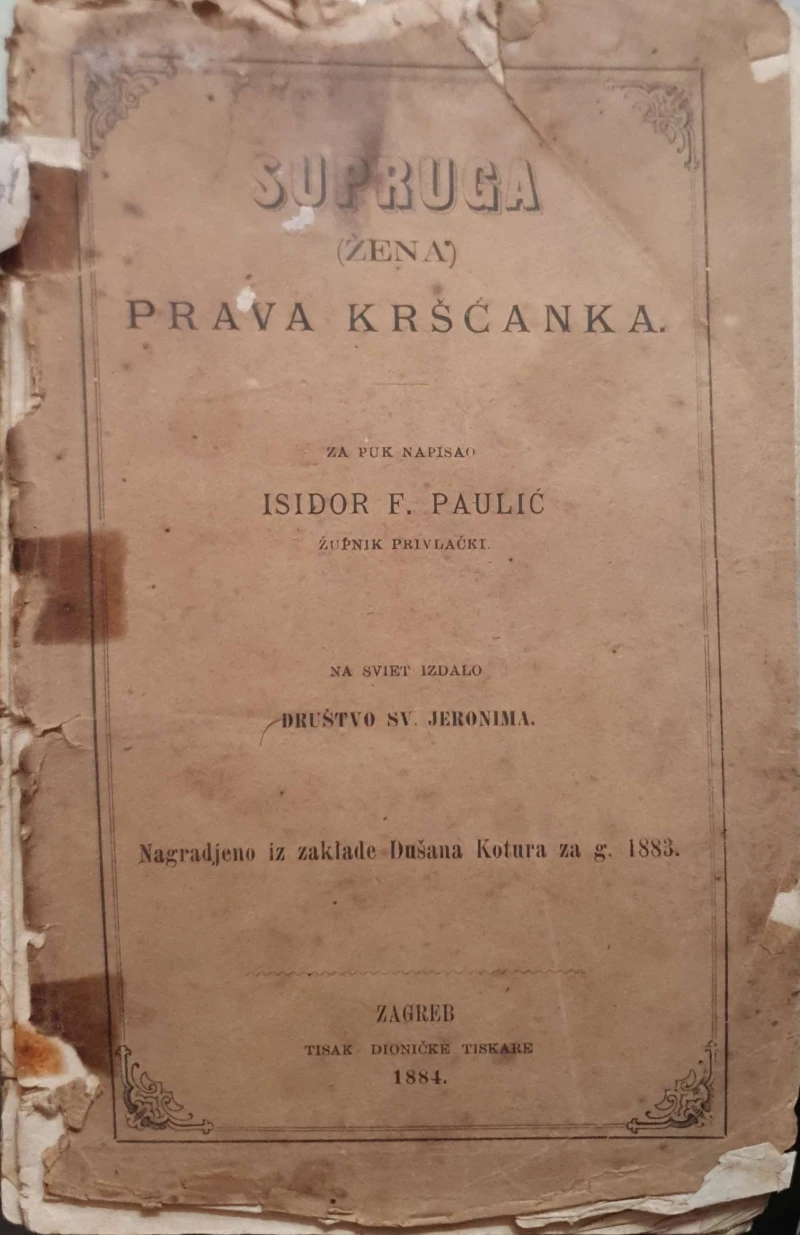 SUPRUGA
(ŽENA)
PRAVA KRŠĆANKA.
ZA PUK NAPISAO
ISIDOR F. PAULIĆ
ŽUPNIK PRIVLAČKI.
NA SVIET IZDALO
DRUŠTVO SV. JERONIMA.
Nagradjeno iz zaklade Dušana Kotura za g. 1883.
ZAGREB
TISAK DIONIČKE TISKARE
1884.